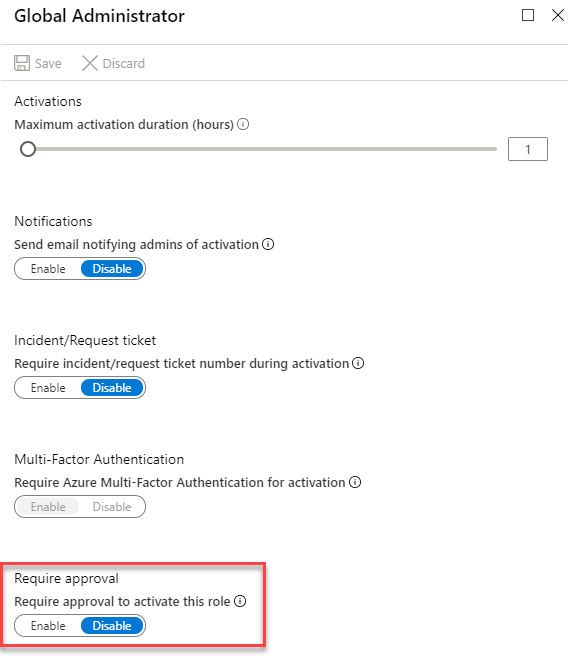 Global Administrator
Save Discard
Activations
Maximum activation duration (hours)
1
Notifications
Send email notifying admins of activation
Enable Disable
Incident/Request ticket
Require incident/request ticket number during activation
Enable Disable
Multi-Factor Authentication
Require Azure Multi-Factor Authentication for activation
Enable Disable
Require approval
Require approval to activate this role
Enable Disable